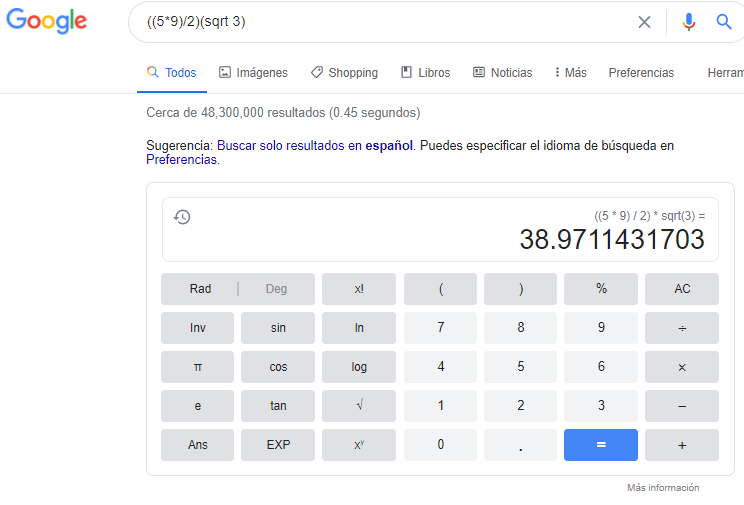 Google
((5*9)/2)(sqrt 3)
Todos Imágenes Shopping Libros Noticias Más Preferencias Herram
Cerca de 48,300,000 resultados (0.45 segundos)
Sugerencia: Buscar solo resultados en español. Puedes especificar el idioma de búsqueda en
Preferencias.
((5 * 9) / 2) * sqrt(3) =
38.9711431703
Rad | Deg x! ( ) % AC
Inv sin ln 7 8 9 ÷
π cos log 4 5 6 ×
e tan √ 1 2 3 −
Ans EXP xʸ 0 . = +
Más información